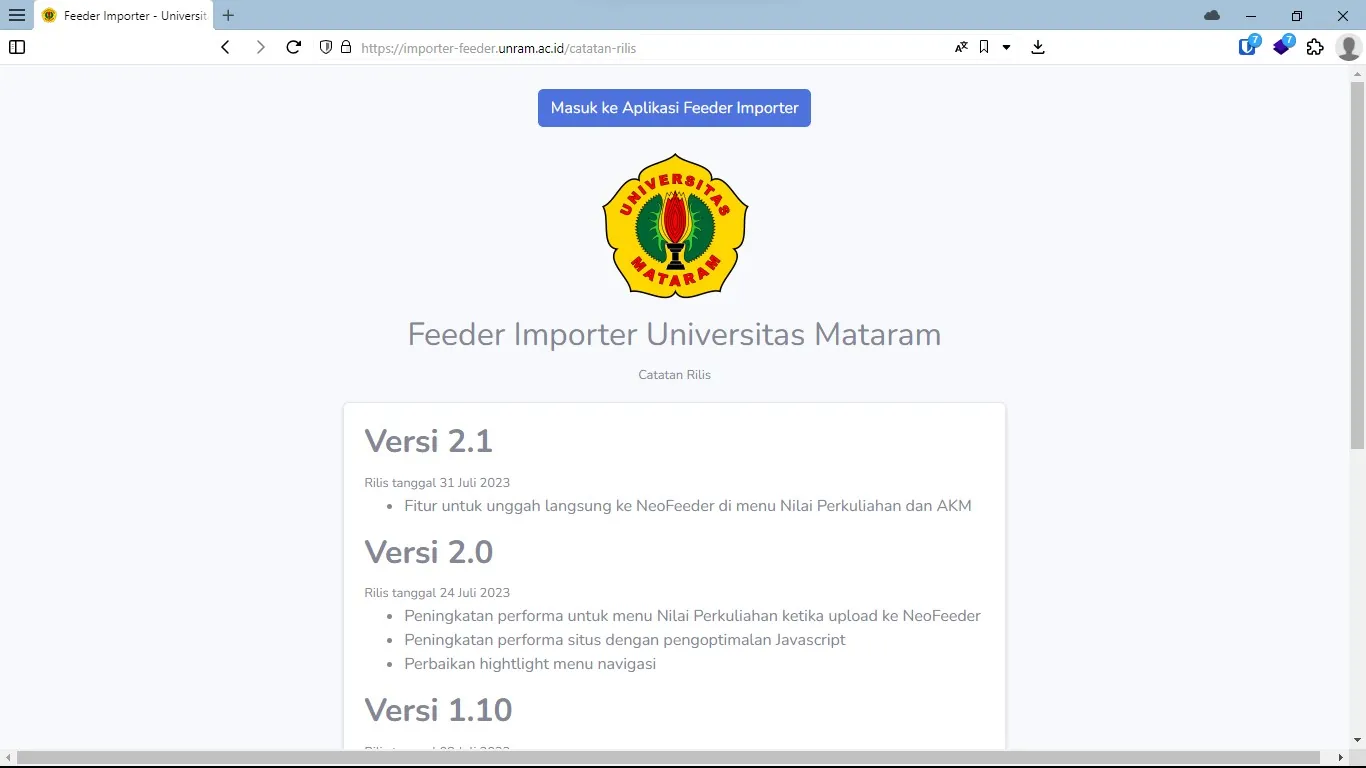 Feeder Importer - Universit
https://importer-feeder.unram.ac.id/catatan-rilis
7
7
Masuk ke Aplikasi Feeder Importer
UNIVERSITAS
MATARAM
Feeder Importer Universitas Mataram
Catatan Rilis
Versi 2.1
Rilis tanggal 31 Juli 2023
Fitur untuk unggah langsung ke NeoFeeder di menu Nilai Perkuliahan dan AKM
Versi 2.0
Rilis tanggal 24 Juli 2023
Peningkatan performa untuk menu Nilai Perkuliahan ketika upload ke NeoFeeder
Peningkatan performa situs dengan pengoptimalan Javascript
Perbaikan hightlight menu navigasi
Versi 1.10